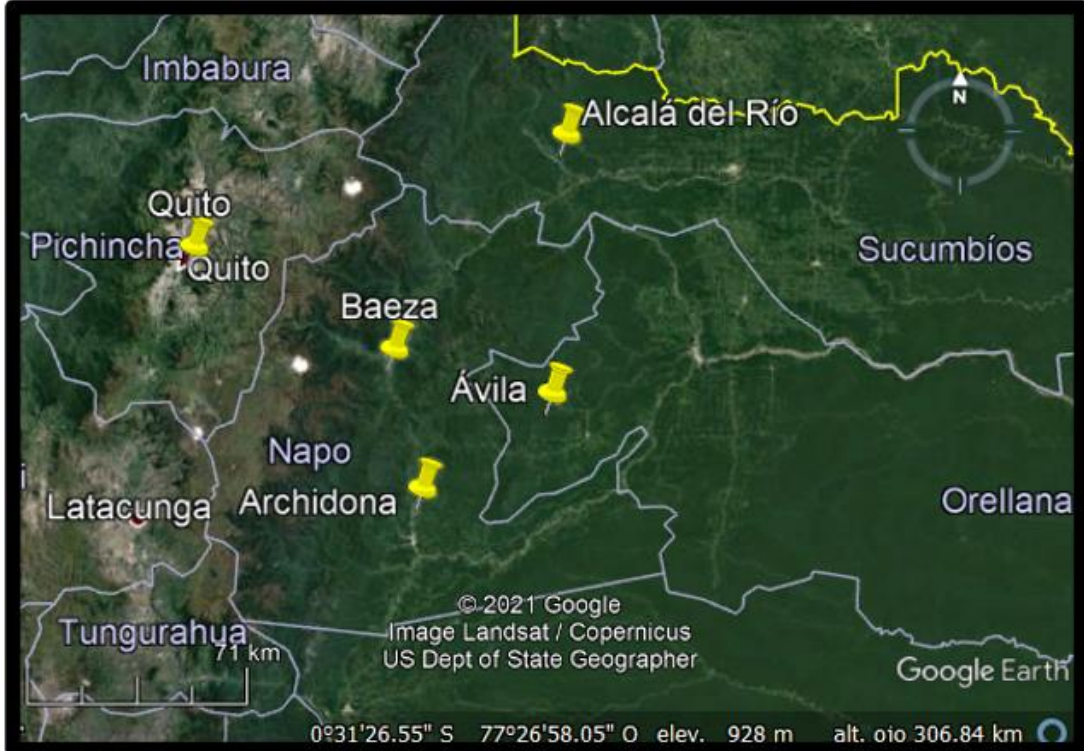 Imbabura
Alcalá del Río
N
Quito
Pichincha
Quito
Sucumbíos
Baeza
Ávila
Napo
Archidona
Latacunga
Orellana
© 2021 Google
Image Landsat / Copernicus
US Dept of State Geographer
Tungurahua
71 km
Google Earth
0°31'26.55" S 77°26'58.05" O elev. 928 m alt. ojo 306.84 km